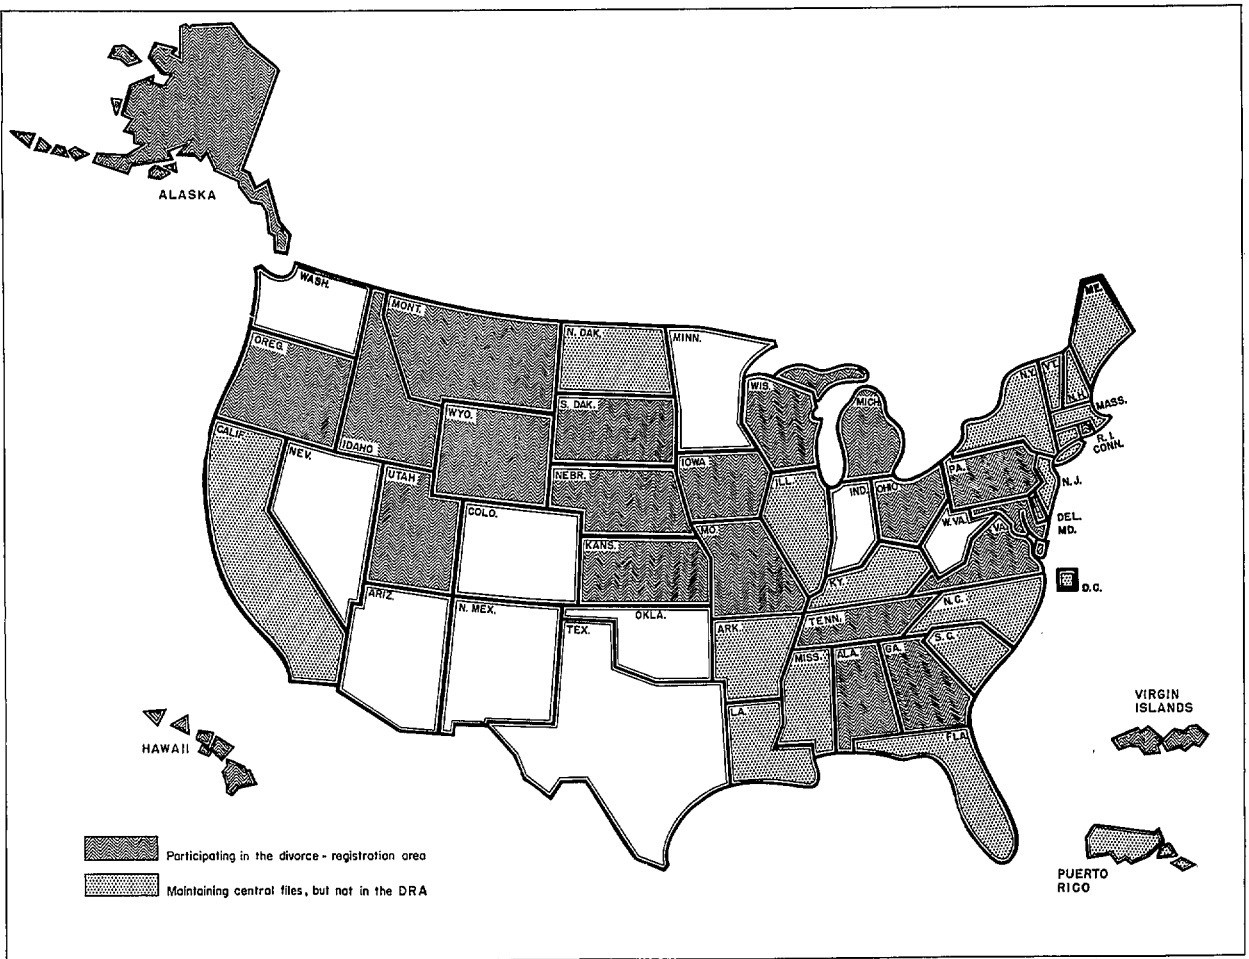 ALASKA
WASH.
MONT.
N. DAK.
MINN.
ME.
OREG.
WYO.
S. DAK.
WIS.
MICH.
N.Y.
VT.
N.H.
MASS.
R. I.
CONN.
CALIF.
NEV.
IDAHO
UTAH
NEBR.
IOWA
ILL.
IND.
OHIO
PA.
N. J.
DEL.
MD.
COLO.
KANS.
MO.
KY.
W. VA.
VA.
D.C.
ARIZ.
N. MEX.
OKLA.
TEX.
ARK.
TENN.
N.C.
S.C.
MISS.
ALA.
GA.
LA.
FLA.
VIRGIN
ISLANDS
HAWAII
PUERTO
RICO
Participating in the divorce - registration area
Maintaining central files, but not in the DRA